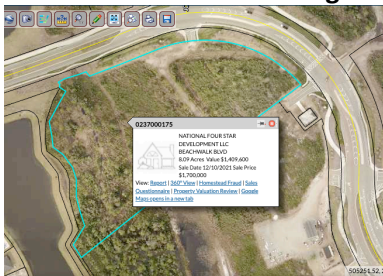 0237000175
NATIONAL FOUR STAR
DEVELOPMENT LLC
BEACHWALK BLVD
8.09 Acres Value $1,409,600
Sale Date 12/10/2021 Sale Price
$1,700,000
View: Report | 360° View | Homestead Fraud | Sales
Questionnaire | Property Valuation Review | Google
Maps opens in a new tab
505251.52,